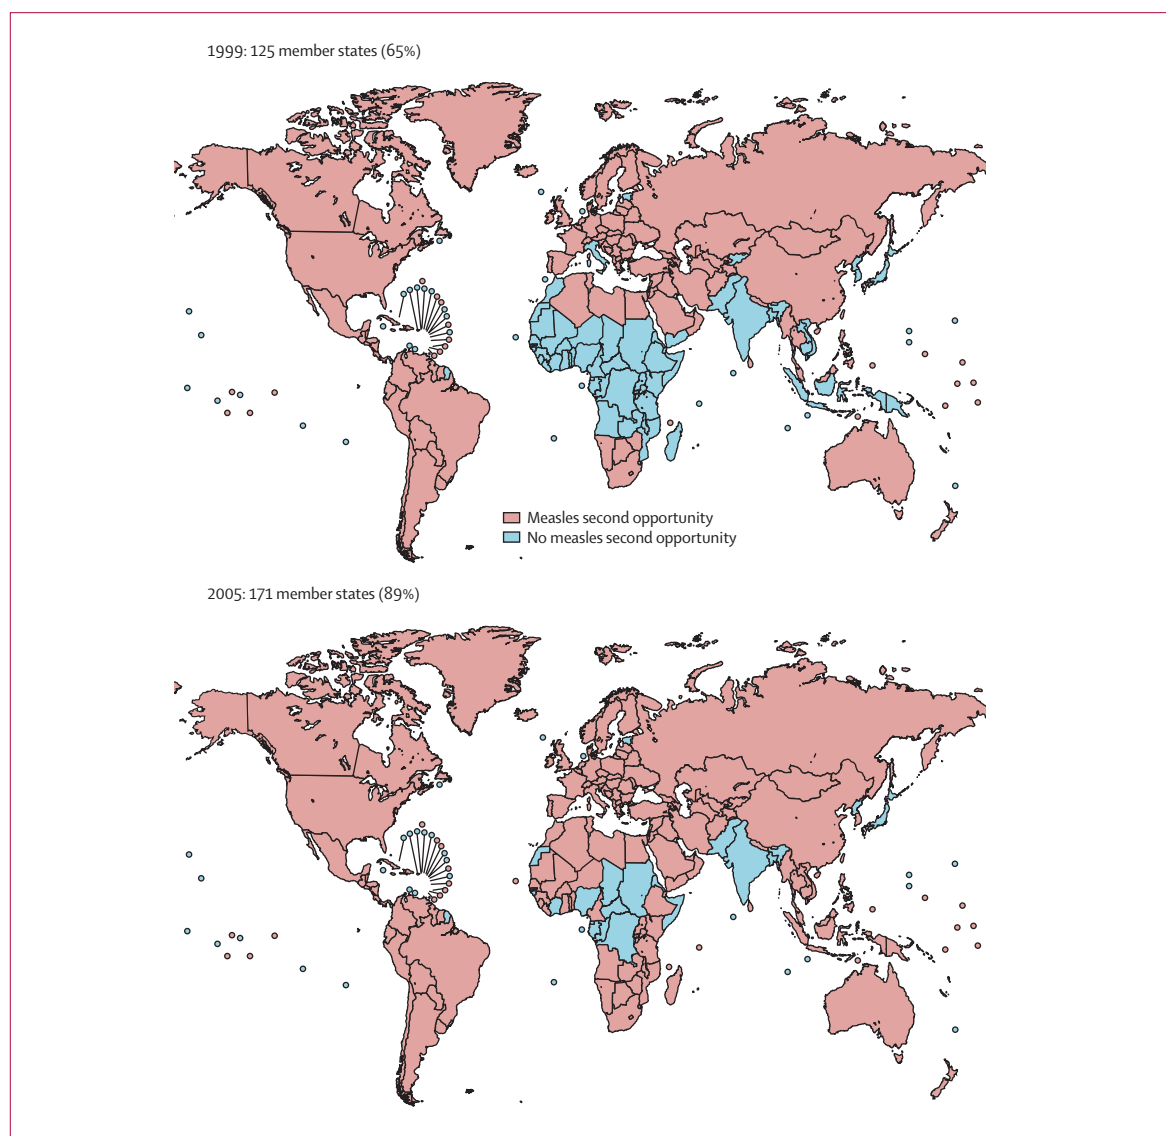 1999: 125 member states (65%)
Measles second opportunity
No measles second opportunity
2005: 171 member states (89%)